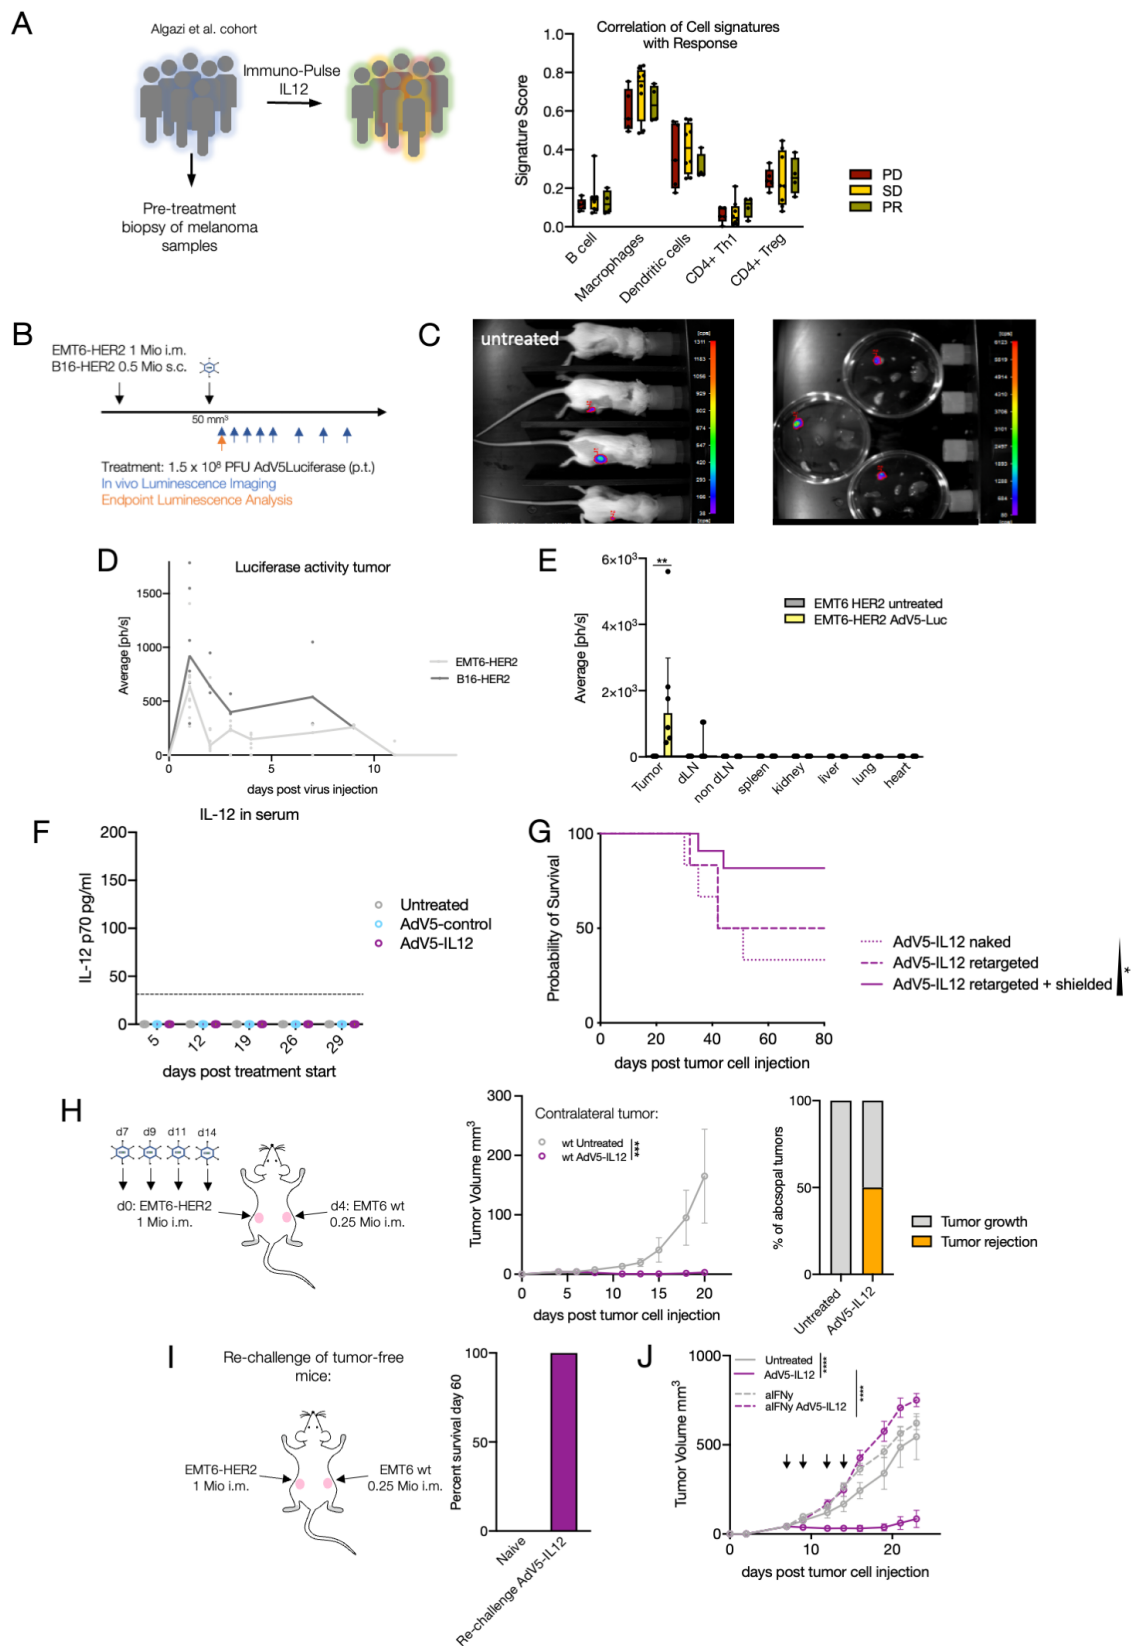 A
Algazi et al. cohort
Immuno-Pulse
IL12
Pre-treatment
biopsy of melanoma
samples
Correlation of Cell signatures
with Response
Signature Score
1.0
0.8
0.6
0.4
0.2
0.0
B cell
Macrophages
Dendritic cells
CD4+ Th1
CD4+ Treg
PD
SD
PR
B
EMT6-HER2 1 Mio i.m.
B16-HER2 0.5 Mio s.c.
50 mm³
Treatment: 1.5 x 10⁸ PFU AdV5Luciferase (p.t.)
In vivo Luminescence Imaging
Endpoint Luminescence Analysis
C
untreated
D
Luciferase activity tumor
Average [ph/s]
1500
1000
500
0
0
5
10
days post virus injection
EMT6-HER2
B16-HER2
E
Average [ph/s]
6×10³
4×10³
2×10³
0
**
EMT6 HER2 untreated
EMT6-HER2 AdV5-Luc
Tumor
dLN
non dLN
spleen
kidney
liver
lung
heart
F
IL-12 in serum
IL-12 p70 pg/ml
200
150
100
50
0
5
12
19
26
29
days post treatment start
Untreated
AdV5-control
AdV5-IL12
G
Probability of Survival
100
50
0
0
20
40
60
80
days post tumor cell injection
AdV5-IL12 naked
AdV5-IL12 retargeted
AdV5-IL12 retargeted + shielded
*
H
d7
d9
d11
d14
d0: EMT6-HER2
1 Mio i.m.
d4: EMT6 wt
0.25 Mio i.m.
Tumor Volume mm³
300
200
100
0
Contralateral tumor:
wt Untreated
wt AdV5-IL12
***
0
5
10
15
20
days post tumor cell injection
% of abcsopal tumors
100
50
0
Untreated
AdV5-IL12
Tumor growth
Tumor rejection
I
Re-challenge of tumor-free
mice:
EMT6-HER2
1 Mio i.m.
EMT6 wt
0.25 Mio i.m.
Percent survival day 60
100
50
0
Naive
Re-challenge AdV5-IL12
J
Tumor Volume mm³
1000
500
0
Untreated
AdV5-IL12
aIFNy
aIFNy AdV5-IL12
****
****
0
10
20
days post tumor cell injection